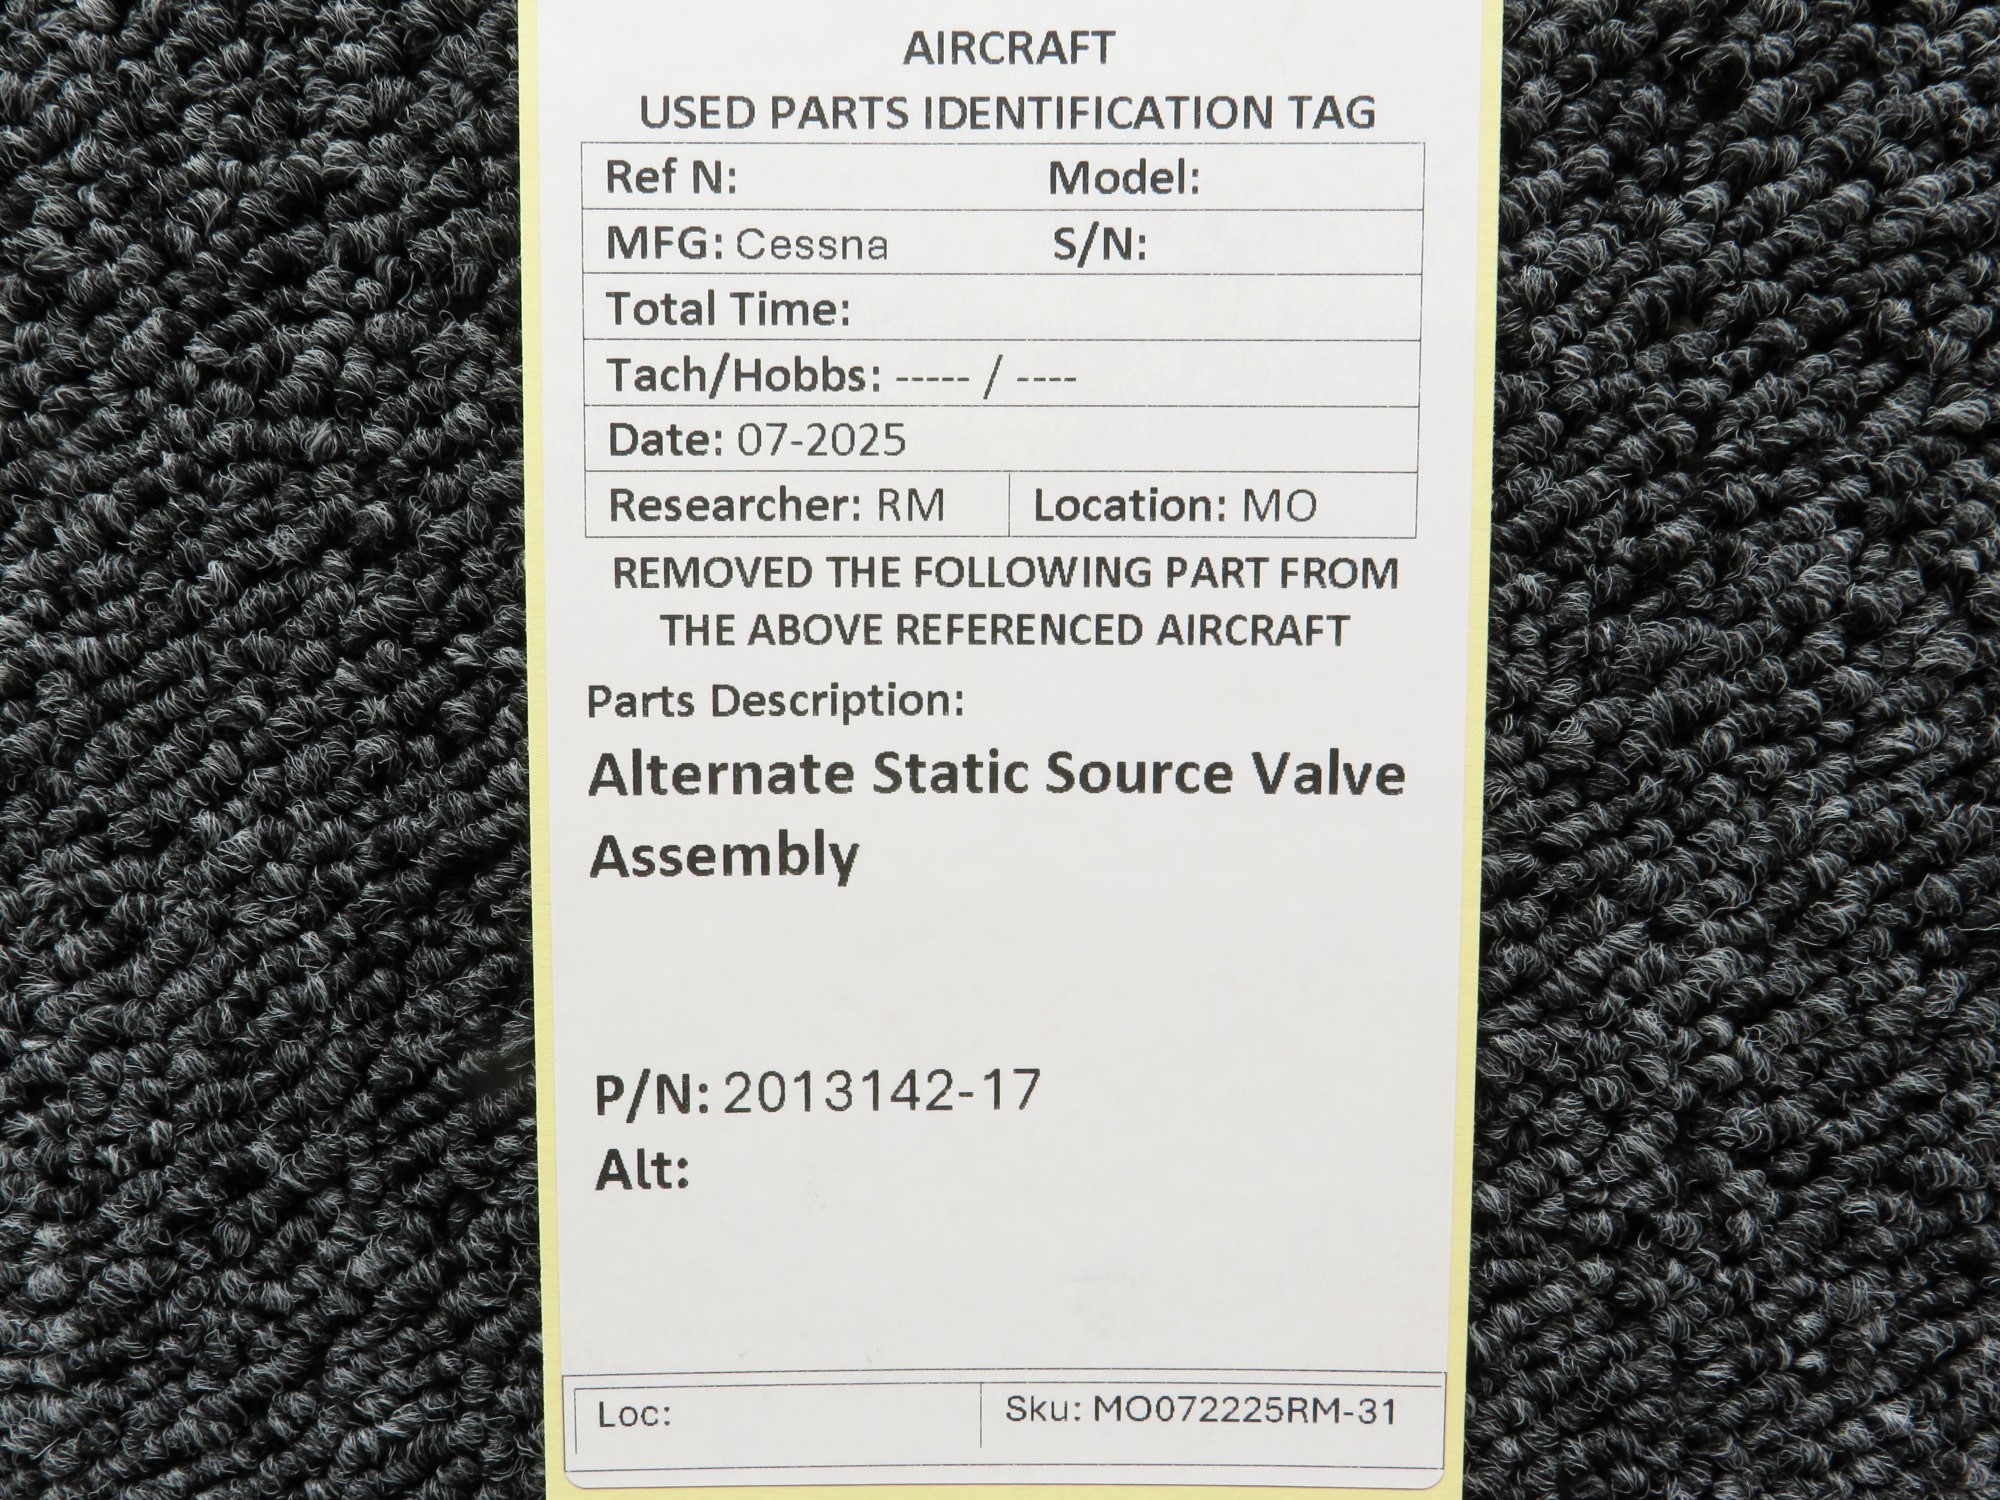 AIRCRAFT
USED PARTS IDENTIFICATION TAG
Ref N: Model:
MFG: Cessna S/N:
Total Time:
Tach/Hobbs: ----- / ----
Date: 07-2025
Researcher: RM Location: MO
REMOVED THE FOLLOWING PART FROM
THE ABOVE REFERENCED AIRCRAFT
Parts Description:
Alternate Static Source Valve
Assembly
P/N: 2013142-17
Alt:
Loc: Sku: MO072225RM-31